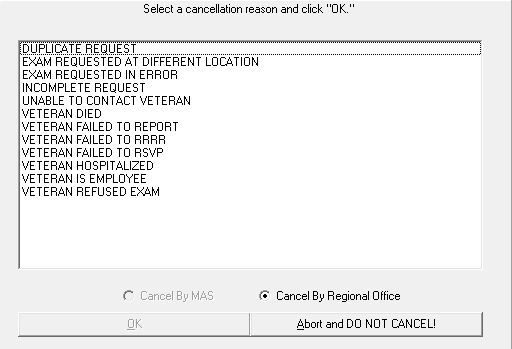 Select a cancellation reason and click "OK."
DUPLICATE REQUEST
EXAM REQUESTED AT DIFFERENT LOCATION
EXAM REQUESTED IN ERROR
INCOMPLETE REQUEST
UNABLE TO CONTACT VETERAN
VETERAN DIED
VETERAN FAILED TO REPORT
VETERAN FAILED TO RRRR
VETERAN FAILED TO RSVP
VETERAN HOSPITALIZED
VETERAN IS EMPLOYEE
VETERAN REFUSED EXAM
Cancel By MAS Cancel By Regional Office
OK Abort and DO NOT CANCEL!